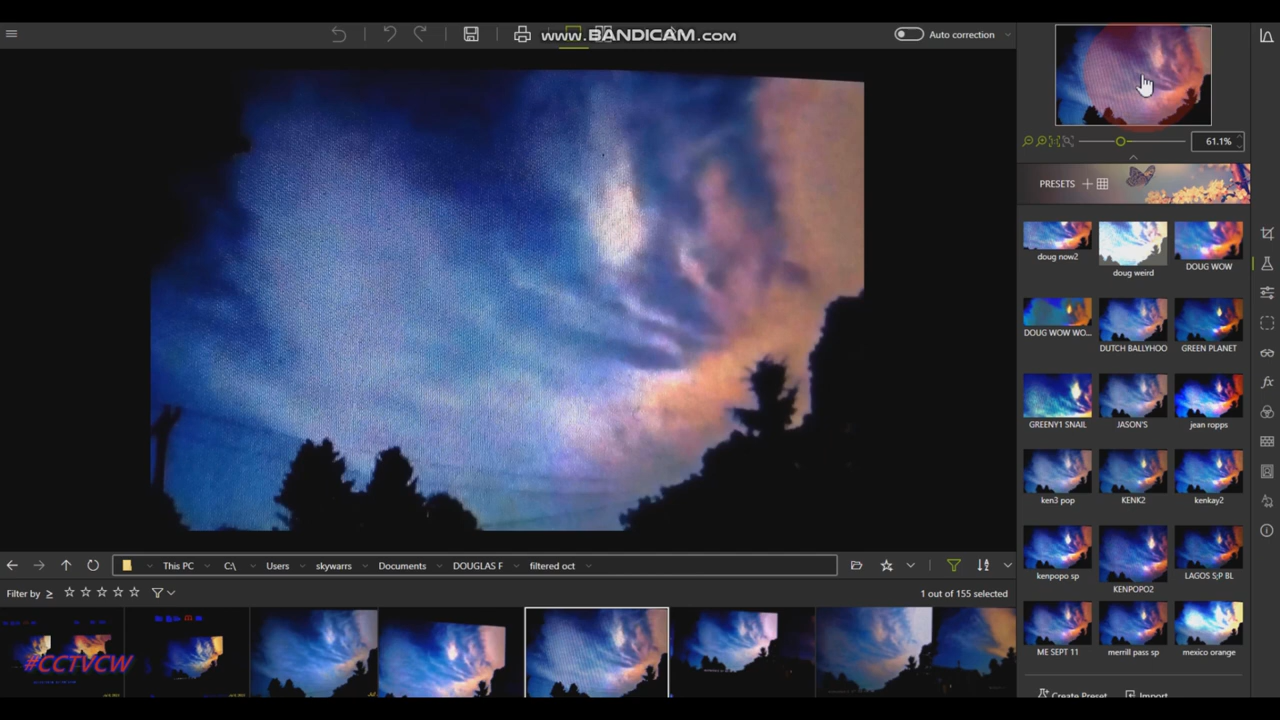 www.BANDICAM.com
Auto correction
61.1%
PRESETS
doug now2
doug weird
DOUG WOW
DOUG WOW WO...
DUTCH BALLYHOO
GREEN PLANET
GREENY1 SNAIL
JASON'S
jean ropps
ken3 pop
KENK2
kenkay2
kenpopo sp
KENPOPO2
LAGOS S;P BL
ME SEPT 11
merrill pass sp
mexico orange
Create Preset
Import
This PC
C:\
Users
skywarrs
Documents
DOUGLAS F
filtered oct
Filter by ≥
1 out of 155 selected
#CCTVCW